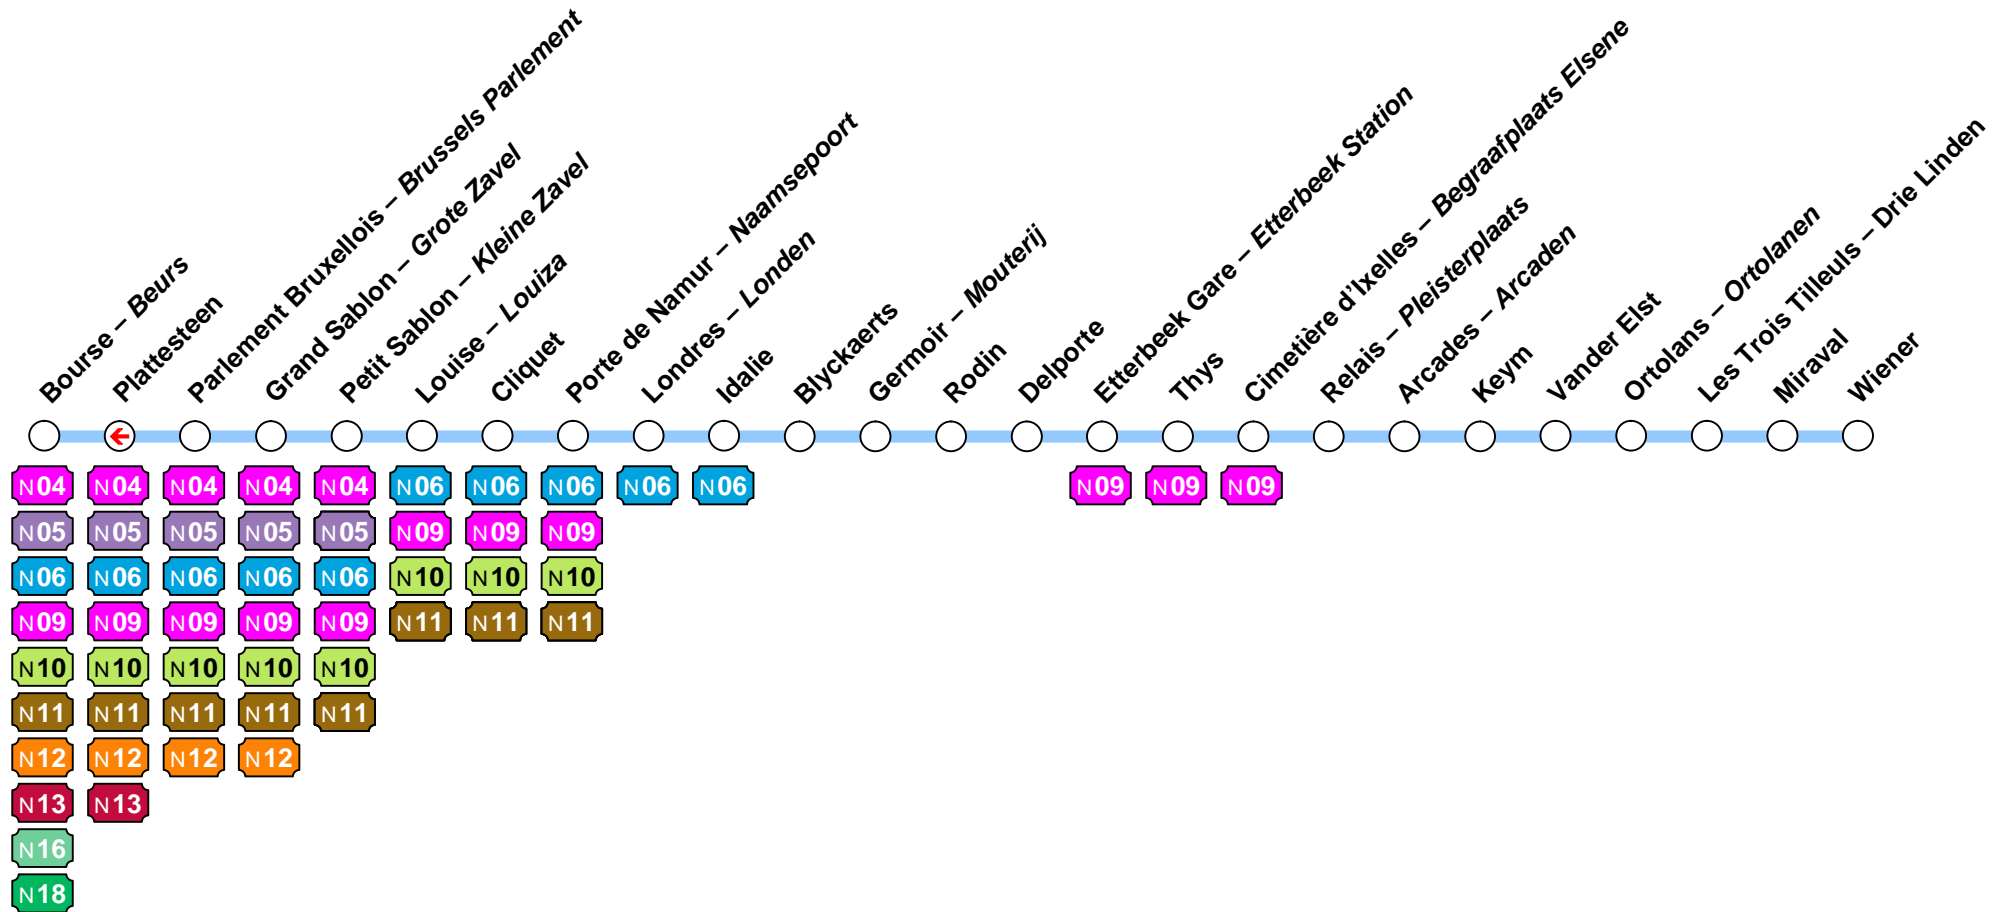 Bourse – Beurs
Plattesteen
Parlement Bruxellois – Brussels Parlement
Grand Sablon – Grote Zavel
Petit Sablon – Kleine Zavel
Louise – Louiza
Cliquet
Porte de Namur – Naamsepoort
Londres – Londen
Idalie
Blyckaerts
Germoir – Mouterij
Rodin
Delporte
Etterbeek Gare – Etterbeek Station
Thys
Cimetière d'Ixelles – Begraafplaats Elsene
Relais – Pleisterplaats
Arcades – Arcaden
Keym
Vander Elst
Ortolans – Ortolanen
Les Trois Tilleuls – Drie Linden
Miraval
Wiener
N04 N04 N04 N04 N04 N06 N06 N06 N06 N06 N09 N09 N09
N05 N05 N05 N05 N05 N09 N09 N09
N06 N06 N06 N06 N06 N10 N10 N10
N09 N09 N09 N09 N09 N11 N11 N11
N10 N10 N10 N10 N10
N11 N11 N11 N11 N11
N12 N12 N12 N12
N13 N13
N16
N18